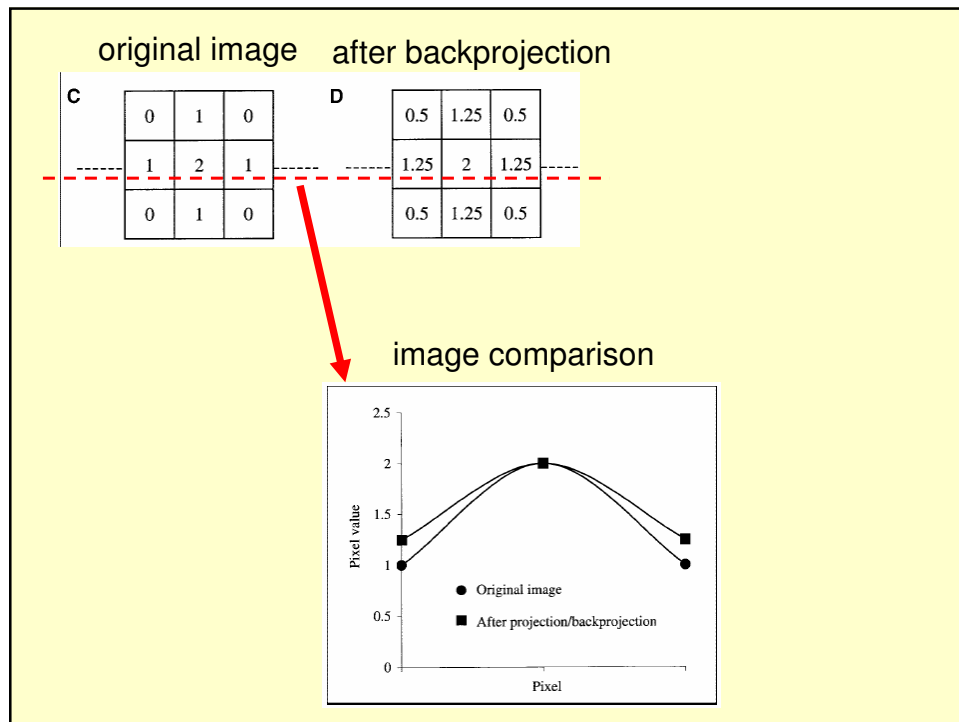 original image after backprojection
C D
0 1 0 0.5 1.25 0.5
1 2 1 1.25 2 1.25
0 1 0 0.5 1.25 0.5
image comparison
2.5
2
1.5
1
0.5
0
Pixel value
Original image
After projection/backprojection
Pixel